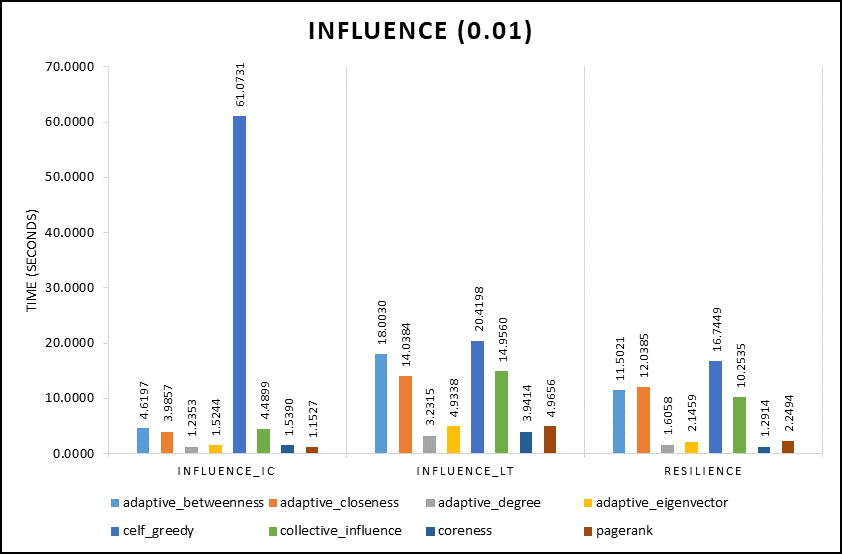 INFLUENCE (0.01)
TIME (SECONDS)
70.0000
60.0000
50.0000
40.0000
30.0000
20.0000
10.0000
0.0000
4.6197
3.9857
1.2353
1.5244
61.0731
4.4899
1.5390
1.1527
18.0030
14.0384
3.2315
4.9338
20.4198
14.9560
3.9414
4.9656
11.5021
12.0385
1.6058
2.1459
16.7449
10.2535
1.2914
2.2494
INFLUENCE_IC
INFLUENCE_LT
RESILIENCE
adaptive_betweenness
adaptive_closeness
adaptive_degree
adaptive_eigenvector
celf_greedy
collective_influence
coreness
pagerank